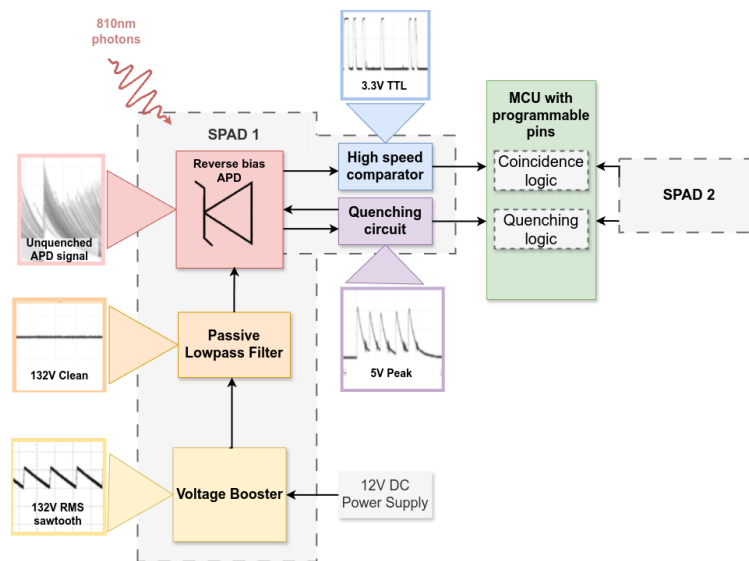 810nm
photons
3.3V TTL
MCU with
programmable
pins
SPAD 1
Reverse bias
APD
High speed
comparator
Coincidence
logic
SPAD 2
Unquenched
APD signal
Quenching
circuit
Quenching
logic
132V Clean
Passive
Lowpass Filter
5V Peak
132V RMS
sawtooth
Voltage Booster
12V DC
Power Supply